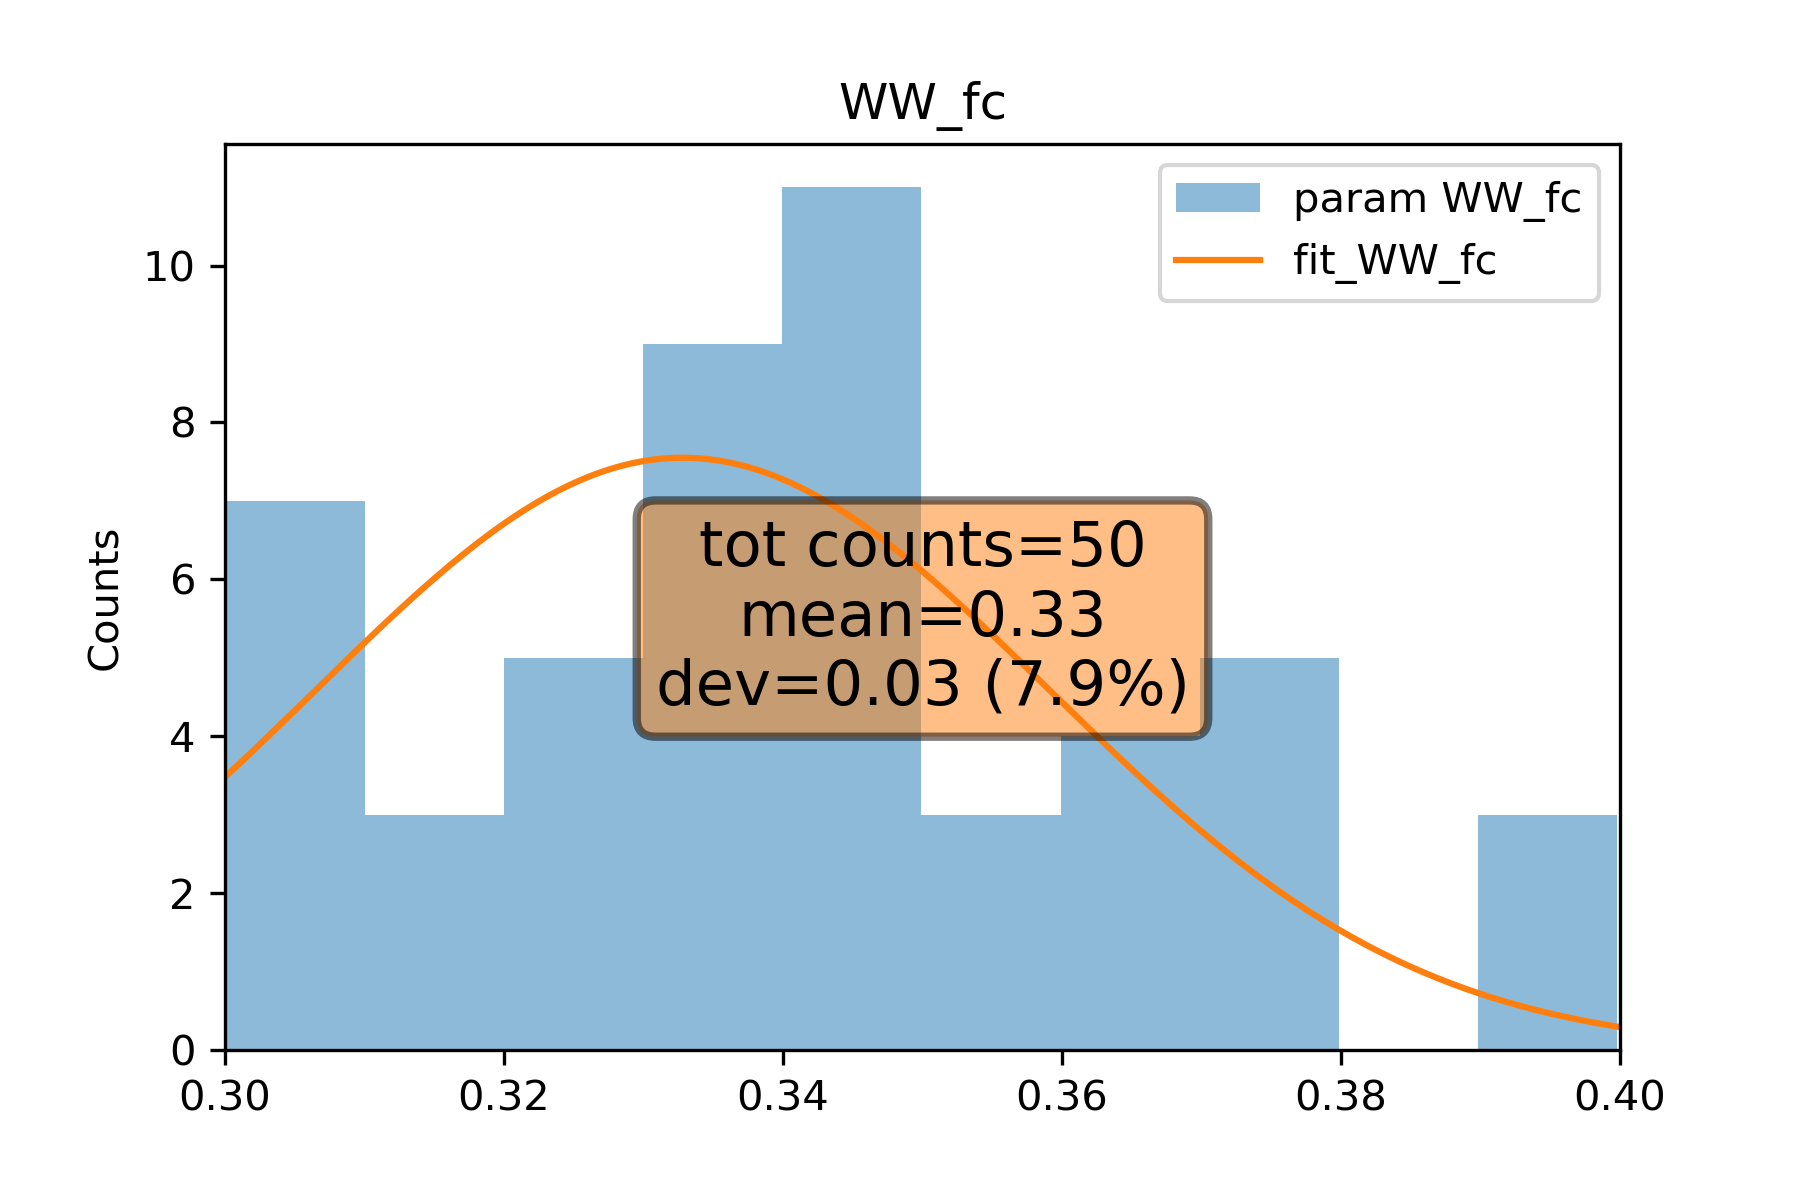 WW_fc
param WW_fc
fit_WW_fc
Counts
10
8
6
4
2
0
tot counts=50
mean=0.33
dev=0.03 (7.9%)
0.30 0.32 0.34 0.36 0.38 0.40